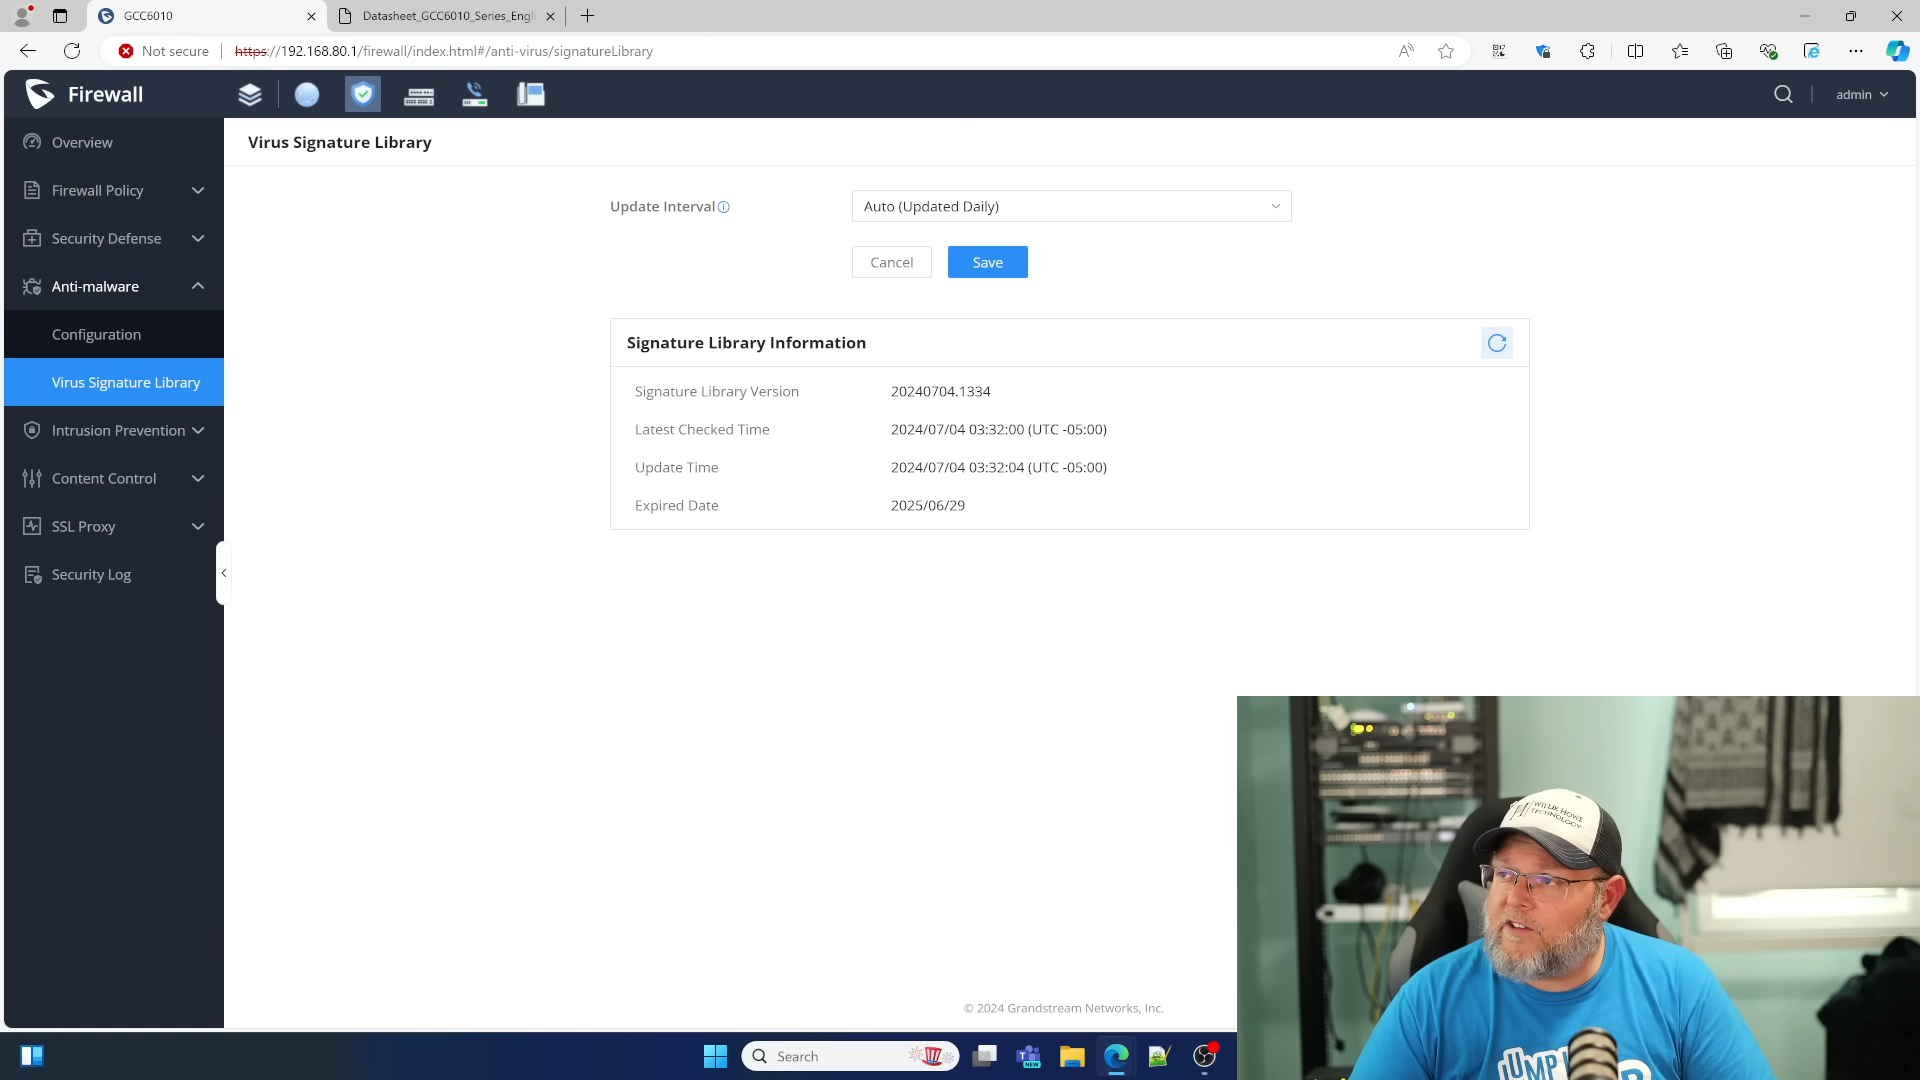 GCC6010
Datasheet_GCC6010_Series_Engli
Not secure
https://192.168.80.1/firewall/index.html#/anti-virus/signatureLibrary
Firewall
admin
Overview
Firewall Policy
Security Defense
Anti-malware
Configuration
Virus Signature Library
Intrusion Prevention
Content Control
SSL Proxy
Security Log
Virus Signature Library
Update Interval
Auto (Updated Daily)
Cancel
Save
Signature Library Information
Signature Library Version 20240704.1334
Latest Checked Time 2024/07/04 03:32:00 (UTC -05:00)
Update Time 2024/07/04 03:32:04 (UTC -05:00)
Expired Date 2025/06/29
© 2024 Grandstream Networks, Inc.
WILLIE HOWE
TECHNOLOGY
Search
NEW